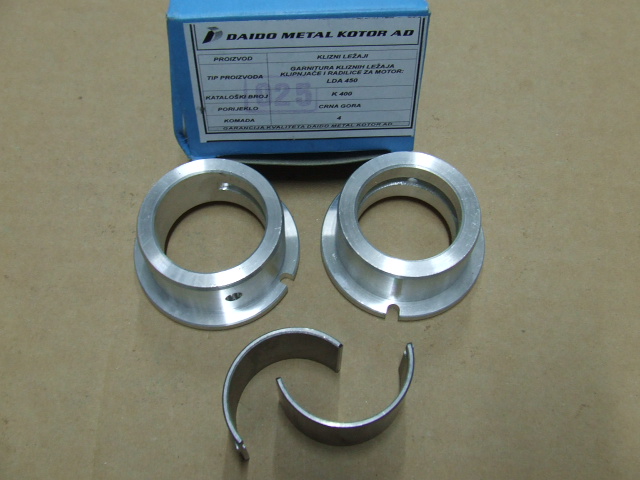 DAIDO METAL KOTOR AD
PROIZVOD KLIZNI LEŽAJI
TIP PROIZVODA GARNITURA KLIZNIH LEŽAJA
KLIPNJAČE I RADILICE ZA MOTOR:
LDA 450
KATALOŠKI BROJ K 400
025
PORIJEKLO CRNA GORA
KOMADA 4
GARANCIJA KVALITETA DAIDO METAL KOTOR AD